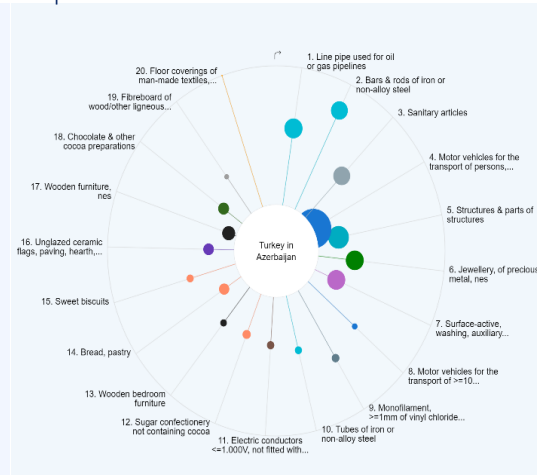 1. Line pipe used for oil
or gas pipelines
2. Bars & rods of iron or
non-alloy steel
3. Sanitary articles
4. Motor vehicles for the
transport of persons,...
5. Structures & parts of
structures
6. Jewellery, of precious
metal, nes
7. Surface-active,
washing, auxiliary...
8. Motor vehicles for the
transport of >=10...
9. Monofilament,
>=1mm of vinyl chloride...
10. Tubes of iron or
non-alloy steel
11. Electric conductors
<=1.000V, not fitted with...
12. Sugar confectionery
not containing cocoa
13. Wooden bedroom
furniture
14. Bread, pastry
15. Sweet biscuits
16. Unglazed ceramic
flags, paving, hearth,...
17. Wooden furniture,
nes
18. Chocolate & other
cocoa preparations
19. Fibreboard of
wood/other ligneous...
20. Floor coverings of
man-made textiles,...
Turkey in
Azerbaijan